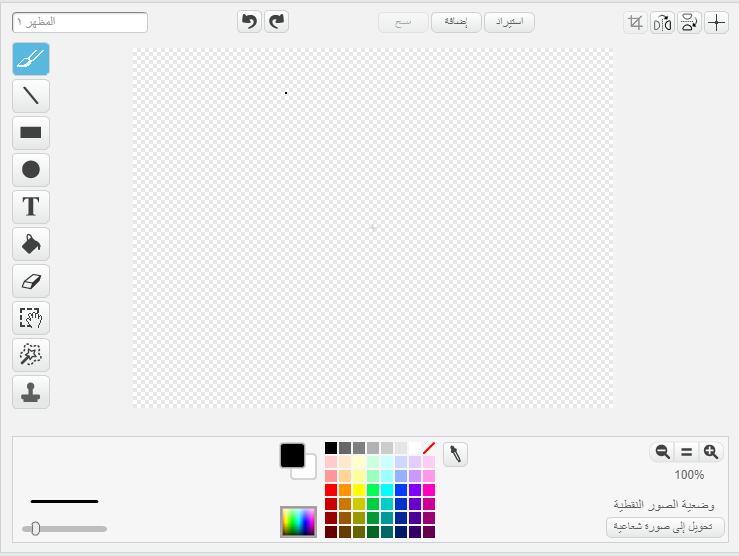 المظهر ١
مسح
إضافة
استيراد
T
100%
وضعية الصور النقطية
تحويل إلى صورة شعاعية